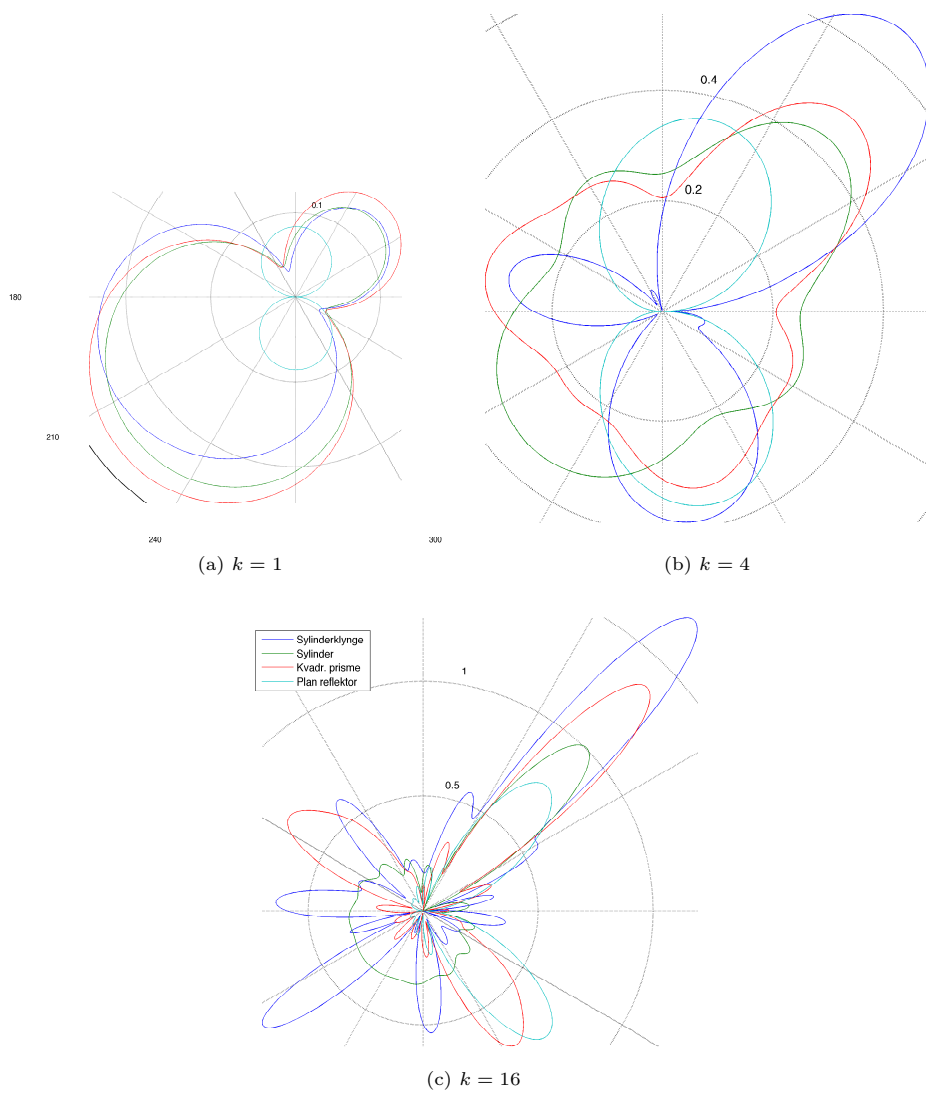 0.4
0.2
0.1
180
210
240
300
(a) k = 1
(b) k = 4
Sylinderklynge
Sylinder
Kvadr. prisme
Plan reflektor
1
0.5
(c) k = 16